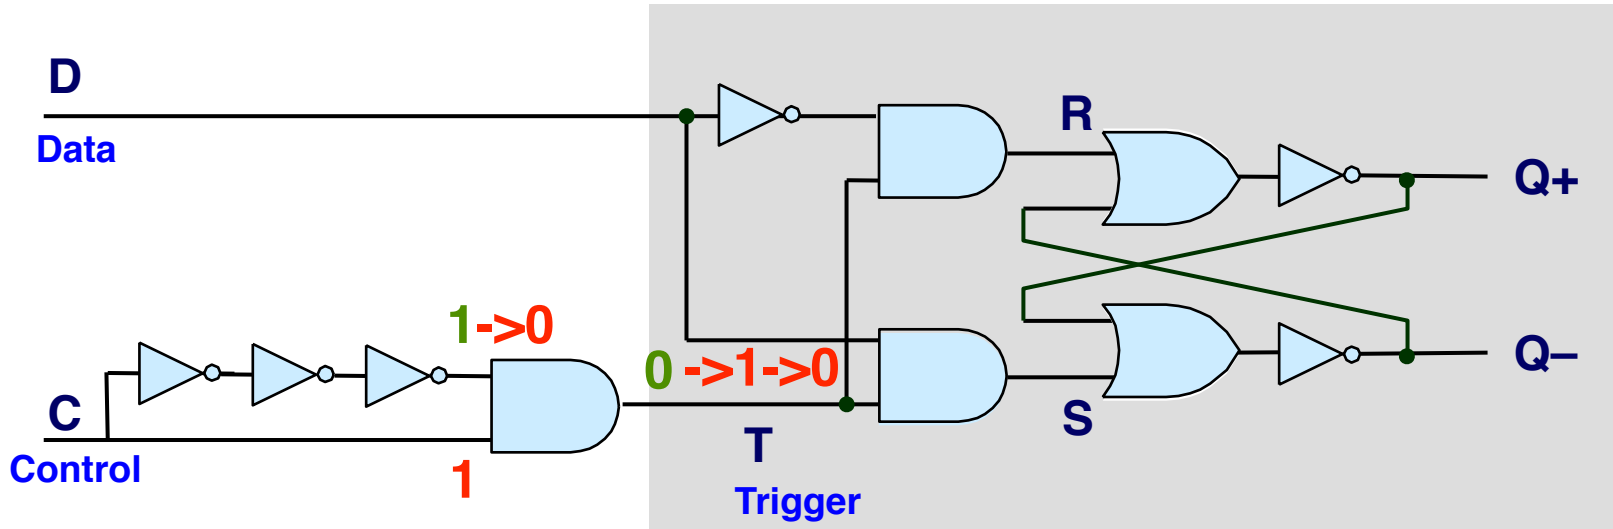 D
Data
R
Q+
1->0
0 ->1->0
Q–
C
S
T
Control
1
Trigger